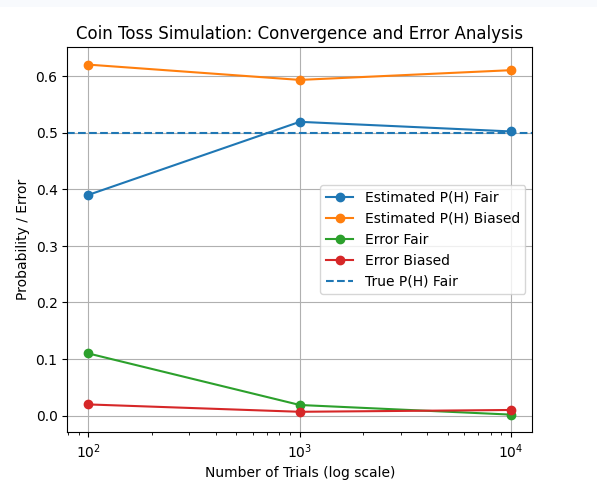 Coin Toss Simulation: Convergence and Error Analysis
0.6
0.5
0.4
0.3
0.2
0.1
0.0
Probability / Error
Estimated P(H) Fair
Estimated P(H) Biased
Error Fair
Error Biased
True P(H) Fair
10² 10³ 10⁴
Number of Trials (log scale)